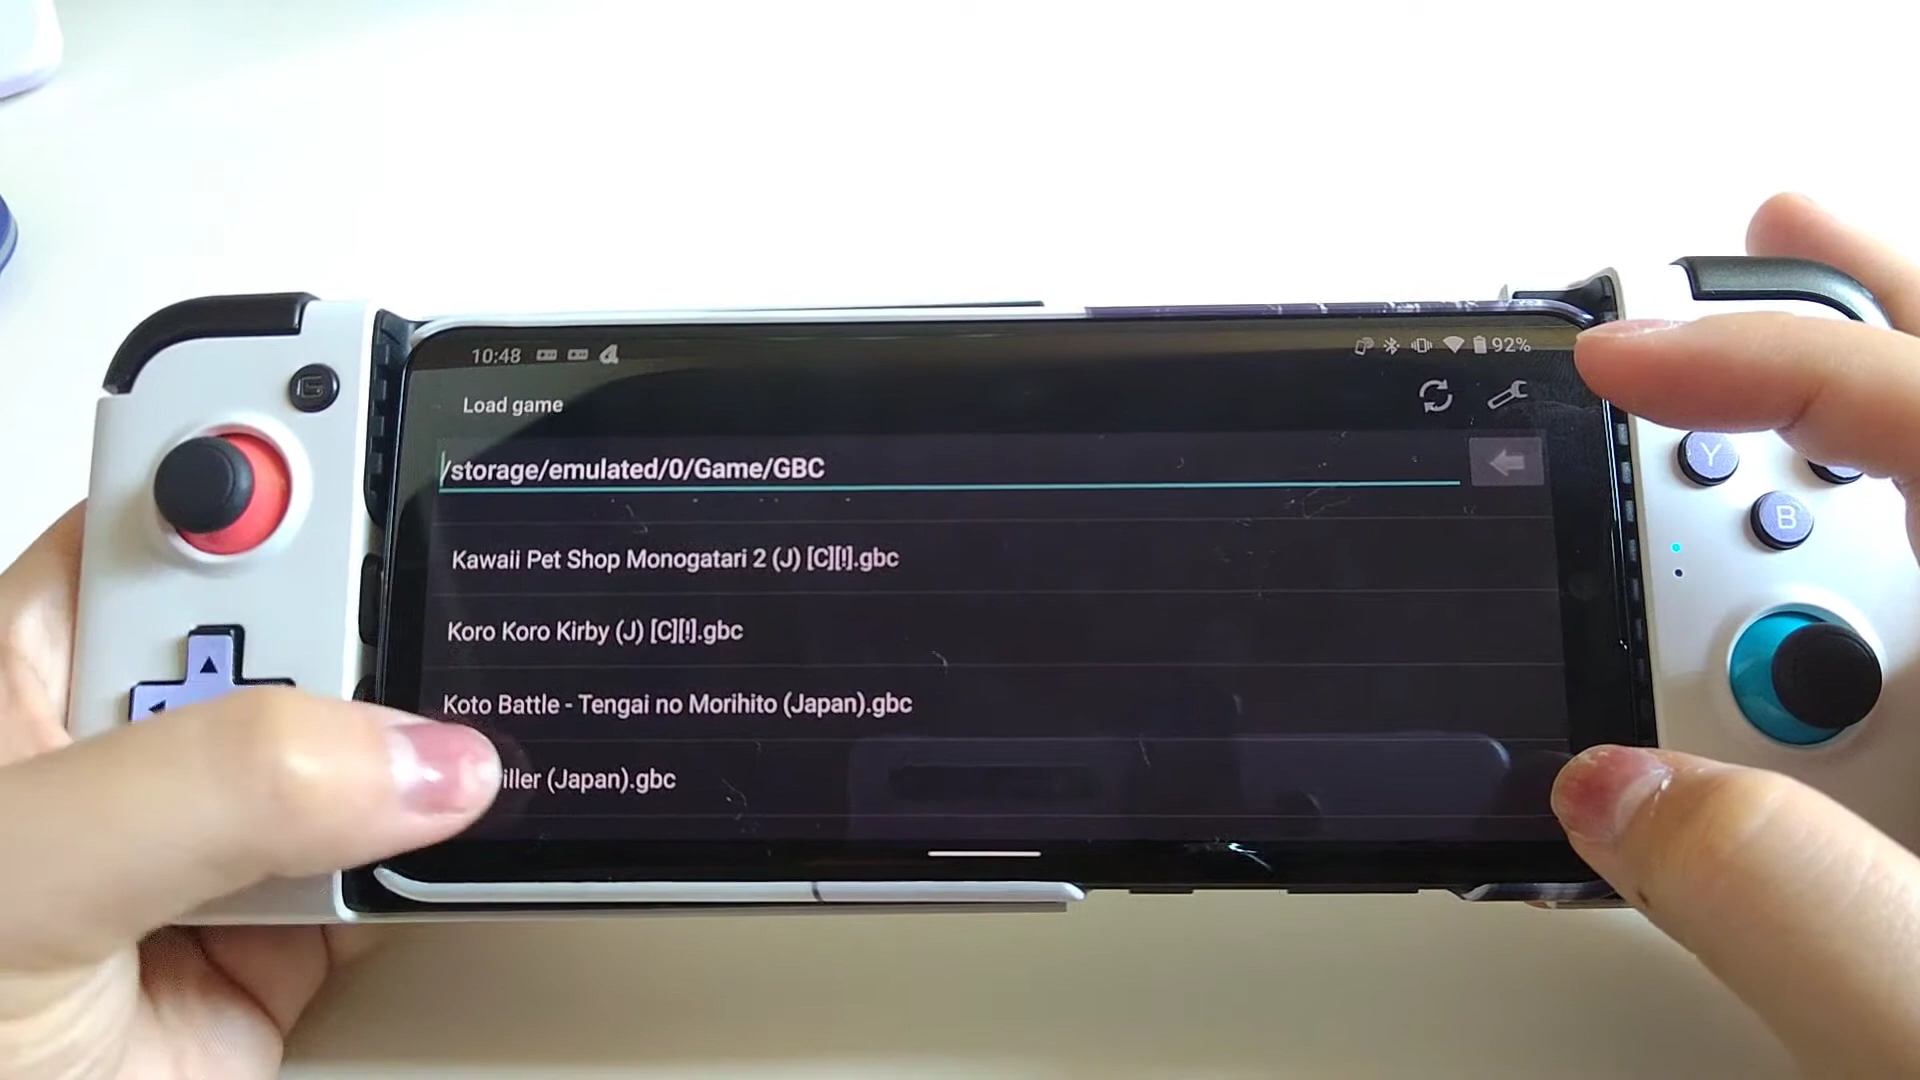 10:48
92%
Load game
/storage/emulated/0/Game/GBC
Kawaii Pet Shop Monogatari 2 (J) [C][!].gbc
Koro Koro Kirby (J) [C][!].gbc
Koto Battle - Tengai no Morihito (Japan).gbc
(Japan).gbc
G
Y
B